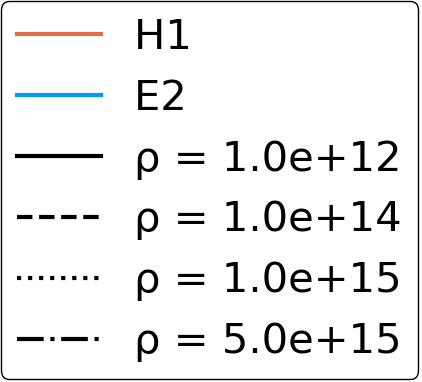 H1
E2
ρ = 1.0e+12
ρ = 1.0e+14
ρ = 1.0e+15
ρ = 5.0e+15